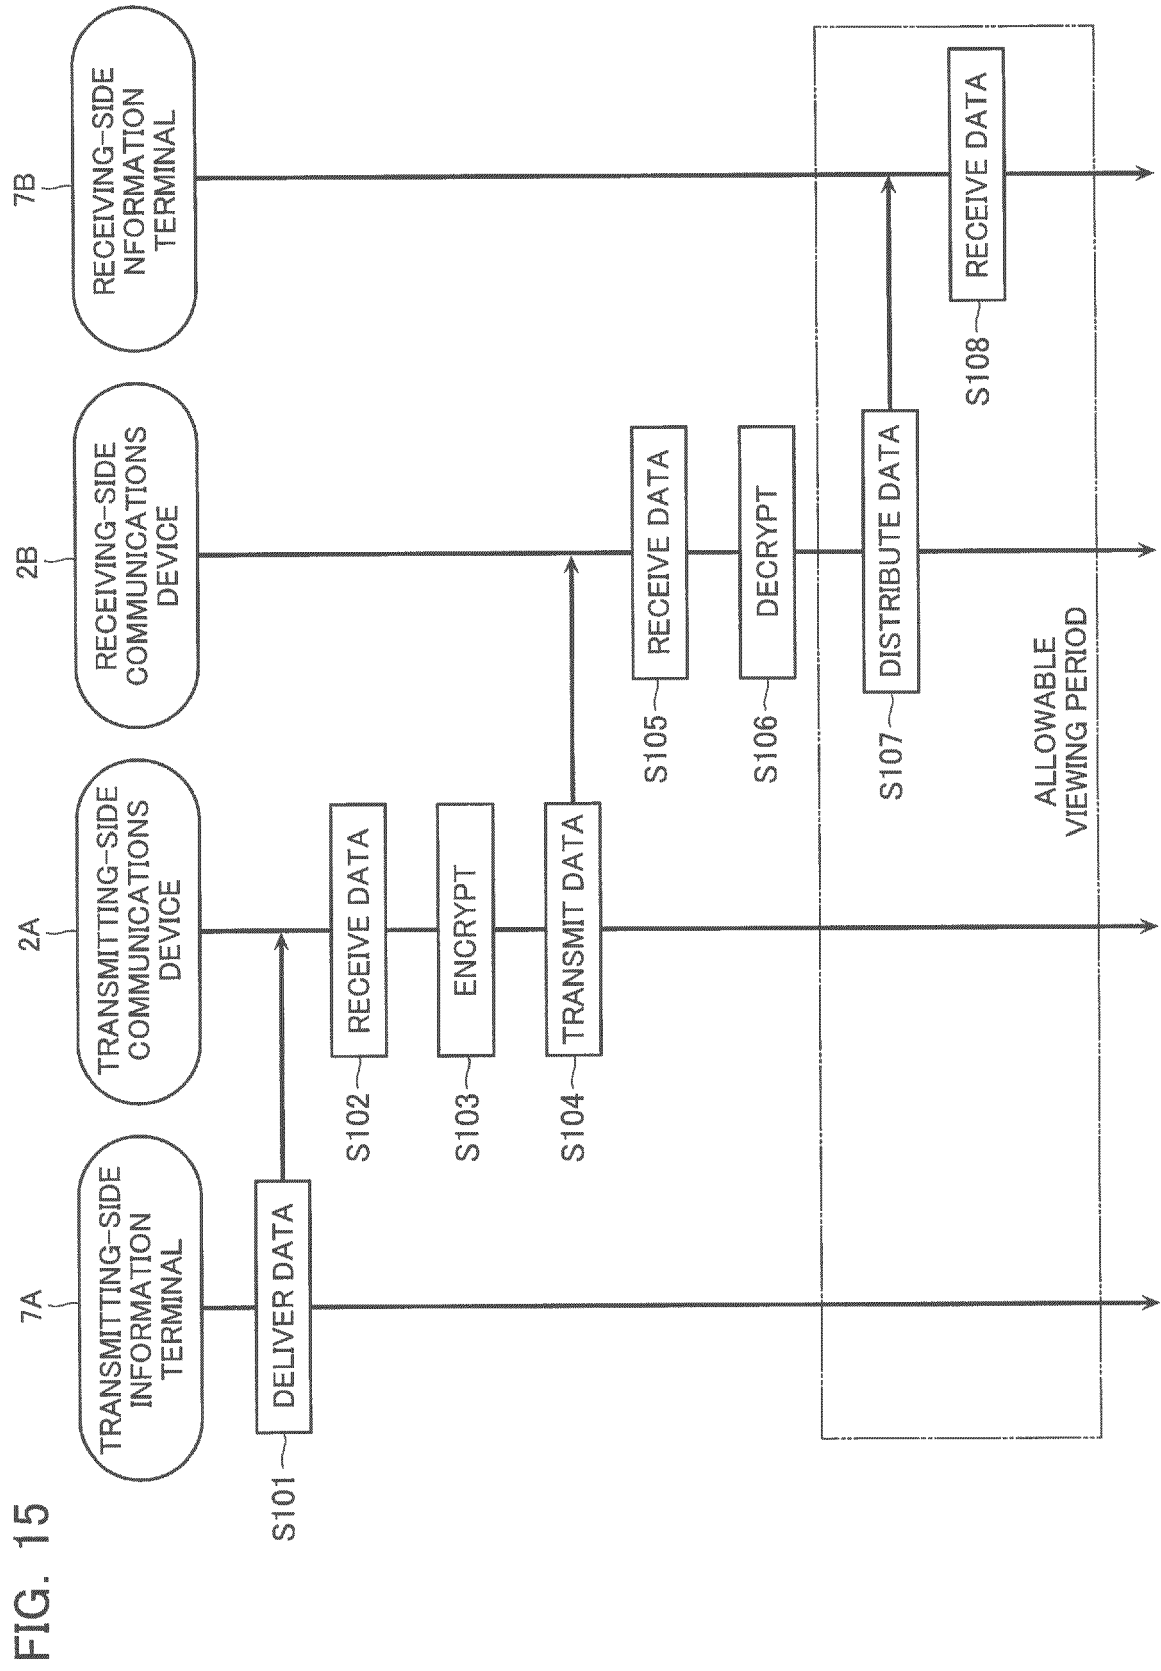 FIG. 15
7A
TRANSMITTING-SIDE
INFORMATION
TERMINAL
2A
TRANSMITTING-SIDE
COMMUNICATIONS
DEVICE
2B
RECEIVING-SIDE
COMMUNICATIONS
DEVICE
7B
RECEIVING-SIDE
NFORMATION
TERMINAL
S101
DELIVER DATA
S102
RECEIVE DATA
S103
ENCRYPT
S104
TRANSMIT DATA
S105
RECEIVE DATA
S106
DECRYPT
S107
DISTRIBUTE DATA
S108
RECEIVE DATA
ALLOWABLE
VIEWING PERIOD